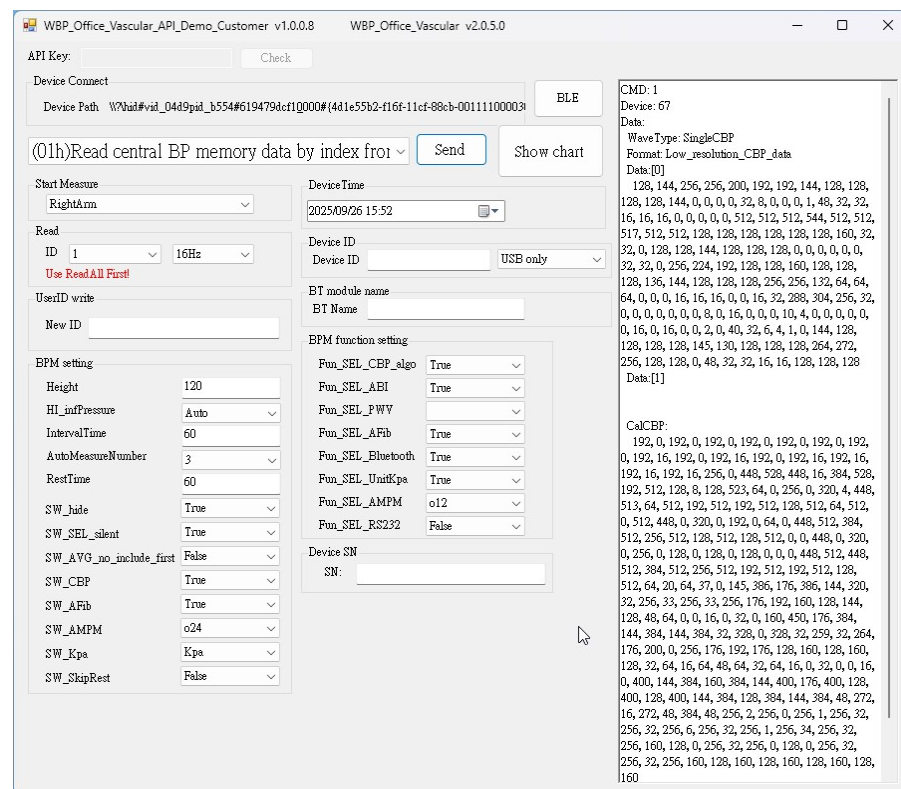 WBP_Office_Vascular_API_Demo_Customer v1.0.0.8 WBP_Office_Vascular v2.0.5.0
API Key:
Check
Device Connect
Device Path \\?\hid#vid_04d9pid_b554#619479dcf10000#{4d1e55b2-f16f-11cf-88cb-001111000030
BLE
(01h)Read central BP memory data by index from
Send
Show chart
Start Measure
RightArm
DeviceTime
2025/09/26 15:52
Read
ID 1 16Hz
Use ReadAll First!
Device ID
Device ID USB only
UserID write
New ID
BT module name
BT Name
BPM setting
Height 120
HI_infPressure Auto
IntervalTime 60
AutoMeasureNumber 3
RestTime 60
SW_hide True
SW_SEL_silent True
SW_AVG_no_include_first False
SW_CBP True
SW_AFib True
SW_AMPM o24
SW_Kpa Kpa
SW_SkipRest False
BPM function setting
Fun_SEL_CBP_algo True
Fun_SEL_ABI True
Fun_SEL_PWV
Fun_SEL_AFib True
Fun_SEL_Bluetooth True
Fun_SEL_UnitKpa True
Fun_SEL_AMPM o12
Fun_SEL_RS232 False
Device SN
SN:
CMD: 1
Device: 67
Data:
WaveType: SingleCBP
Format: Low_resolution_CBP_data
Data:[0]
128, 144, 256, 256, 200, 192, 192, 144, 128, 128,
128, 128, 144, 0, 0, 0, 0, 32, 8, 0, 0, 0, 1, 48, 32, 32,
16, 16, 16, 0, 0, 0, 0, 0, 512, 512, 512, 544, 512, 512,
517, 512, 512, 128, 128, 128, 128, 128, 128, 160, 32,
32, 0, 128, 128, 144, 128, 128, 128, 0, 0, 0, 0, 0, 0,
32, 32, 0, 256, 224, 192, 128, 128, 160, 128, 128,
128, 136, 144, 128, 128, 128, 256, 256, 132, 64, 64,
64, 0, 0, 0, 16, 16, 16, 0, 0, 16, 32, 288, 304, 256, 32,
0, 0, 0, 0, 0, 0, 8, 0, 16, 0, 0, 0, 10, 4, 0, 0, 0, 0, 0,
0, 16, 0, 16, 0, 0, 2, 0, 40, 32, 6, 4, 1, 0, 144, 128,
128, 128, 128, 145, 130, 128, 128, 128, 264, 272,
256, 128, 128, 0, 48, 32, 32, 16, 16, 128, 128, 128
Data:[1]
CalCBP:
192, 0, 192, 0, 192, 0, 192, 0, 192, 0, 192, 0, 192,
0, 192, 16, 192, 0, 192, 16, 192, 0, 192, 16, 192, 16,
192, 16, 192, 16, 256, 0, 448, 528, 448, 16, 384, 528,
192, 512, 128, 8, 128, 523, 64, 0, 256, 0, 320, 4, 448,
513, 64, 512, 192, 512, 192, 512, 128, 512, 64, 512,
0, 512, 448, 0, 320, 0, 192, 0, 64, 0, 448, 512, 384,
512, 256, 512, 128, 512, 128, 512, 0, 0, 448, 0, 320,
0, 256, 0, 128, 0, 128, 0, 128, 0, 0, 0, 448, 512, 448,
512, 384, 512, 256, 512, 192, 512, 192, 512, 128,
512, 64, 20, 64, 37, 0, 145, 386, 176, 386, 144, 320,
32, 256, 33, 256, 33, 256, 176, 192, 160, 128, 144,
128, 48, 64, 0, 0, 16, 0, 32, 0, 160, 450, 176, 384,
144, 384, 144, 384, 32, 328, 0, 328, 32, 259, 32, 264,
176, 200, 0, 256, 176, 192, 176, 128, 160, 128, 160,
128, 32, 64, 16, 64, 48, 64, 32, 64, 16, 0, 32, 0, 0, 16,
0, 400, 144, 384, 160, 384, 144, 400, 176, 400, 128,
400, 128, 400, 144, 384, 128, 384, 144, 384, 48, 272,
16, 272, 48, 384, 48, 256, 2, 256, 0, 256, 1, 256, 32,
256, 32, 256, 6, 256, 32, 256, 1, 256, 34, 256, 32,
256, 160, 128, 0, 256, 32, 256, 0, 128, 0, 256, 32,
256, 32, 256, 160, 128, 160, 128, 160, 128, 160, 128,
160